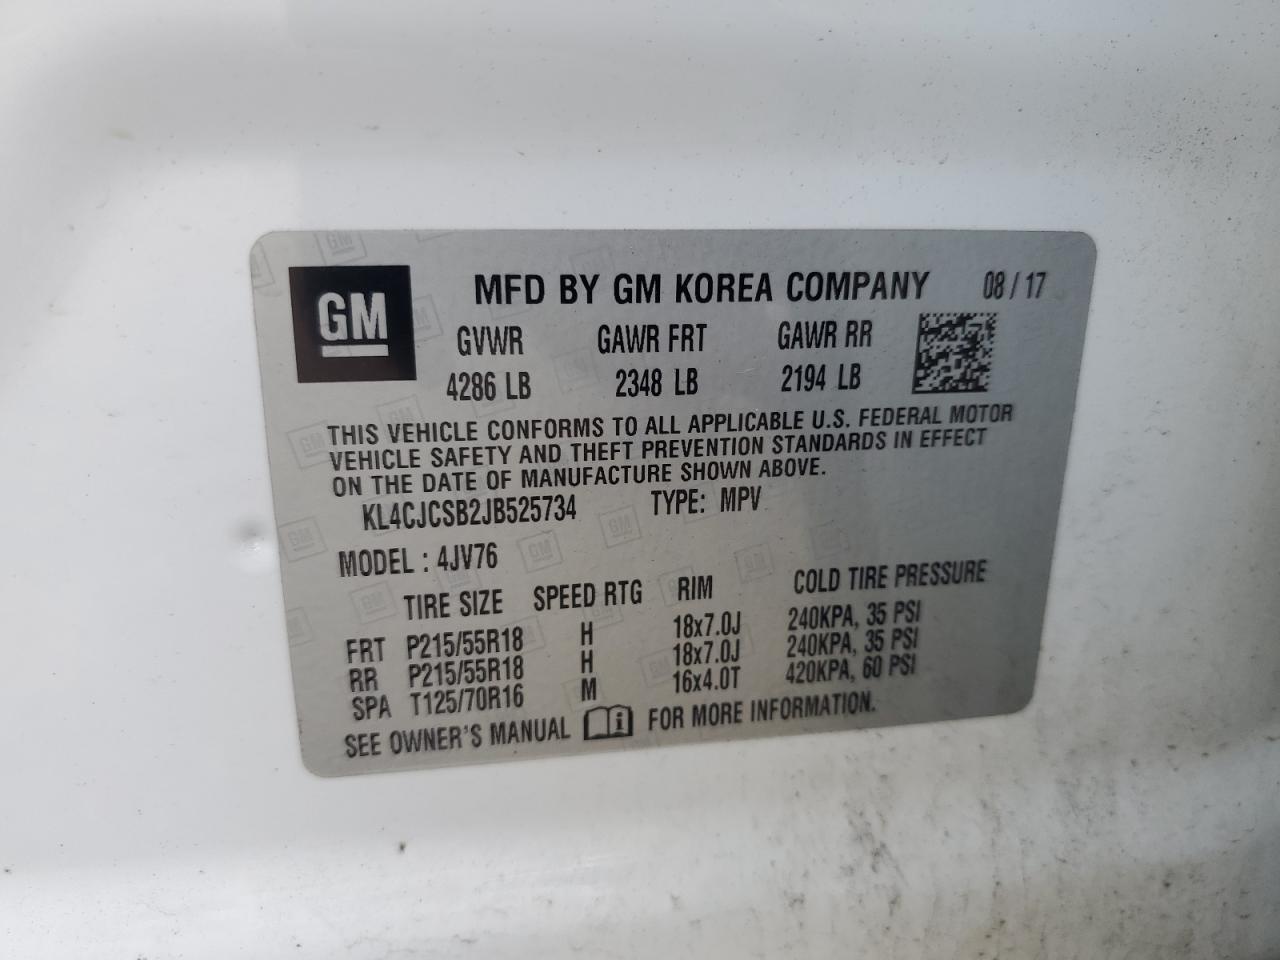 GM
MFD BY GM KOREA COMPANY 08 / 17
GVWR GAWR FRT GAWR RR
4286 LB 2348 LB 2194 LB
THIS VEHICLE CONFORMS TO ALL APPLICABLE U.S. FEDERAL MOTOR
VEHICLE SAFETY AND THEFT PREVENTION STANDARDS IN EFFECT
ON THE DATE OF MANUFACTURE SHOWN ABOVE.
KL4CJCSB2JB525734 TYPE: MPV
MODEL : 4JV76
TIRE SIZE SPEED RTG RIM COLD TIRE PRESSURE
FRT P215/55R18 H 18x7.0J 240KPA, 35 PSI
RR P215/55R18 H 18x7.0J 240KPA, 35 PSI
SPA T125/70R16 M 16x4.0T 420KPA, 60 PSI
SEE OWNER'S MANUAL FOR MORE INFORMATION.